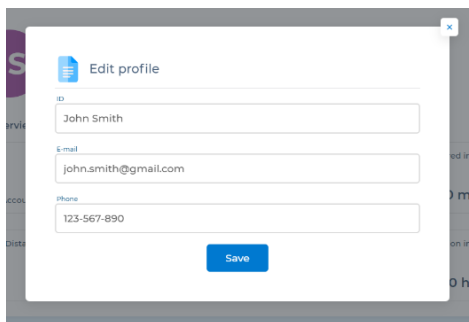 ×
S
Edit profile
ID
John Smith
E-mail
john.smith@gmail.com
Phone
123-567-890
Save